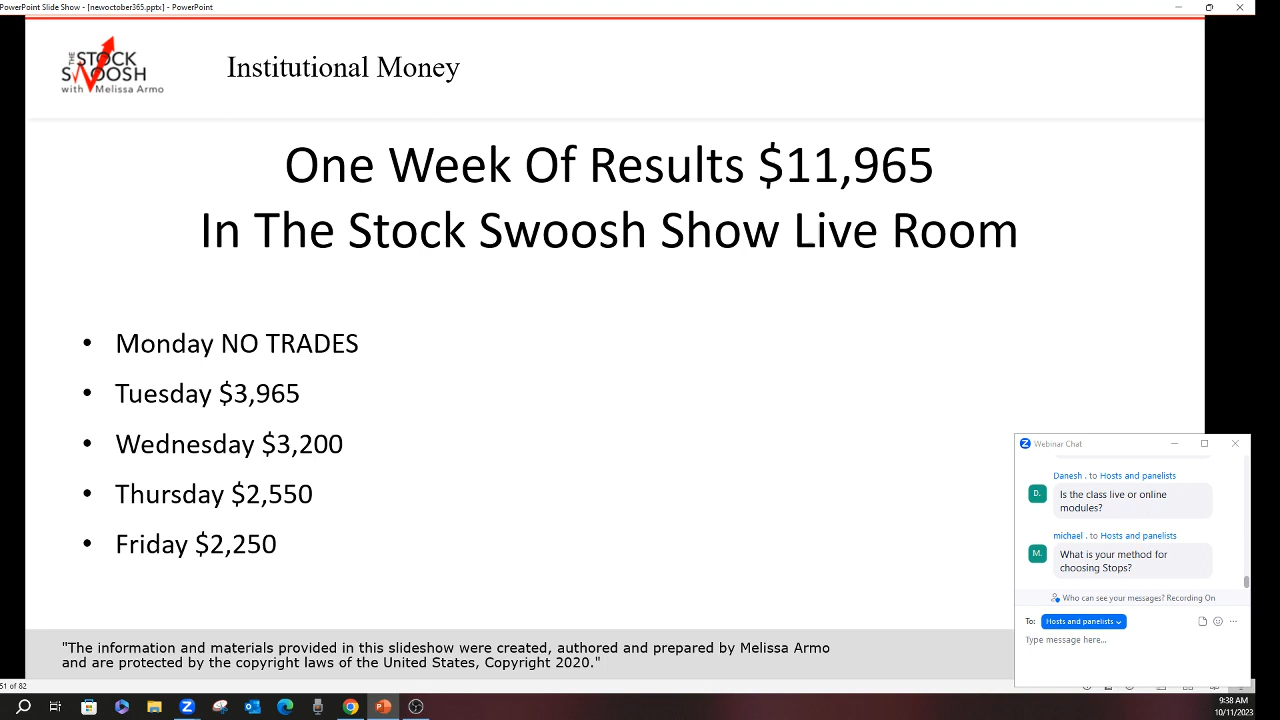 PowerPoint Slide Show - [newoctober365.pptx] - PowerPoint
THE STOCK
SWOOSH
with Melissa Armo
Institutional Money
One Week Of Results $11,965
In The Stock Swoosh Show Live Room
• Monday NO TRADES
• Tuesday $3,965
• Wednesday $3,200
• Thursday $2,550
• Friday $2,250
Webinar Chat
Danesh . to Hosts and panelists
D.
Is the class live or online
modules?
michael . to Hosts and panelists
M.
What is your method for
choosing Stops?
Who can see your messages? Recording On
To: Hosts and panelists
Type message here...
"The information and materials provided in this slideshow were created, authored and prepared by Melissa Armo
and are protected by the copyright laws of the United States, Copyright 2020."
51 of 82
9:38 AM
10/11/2023